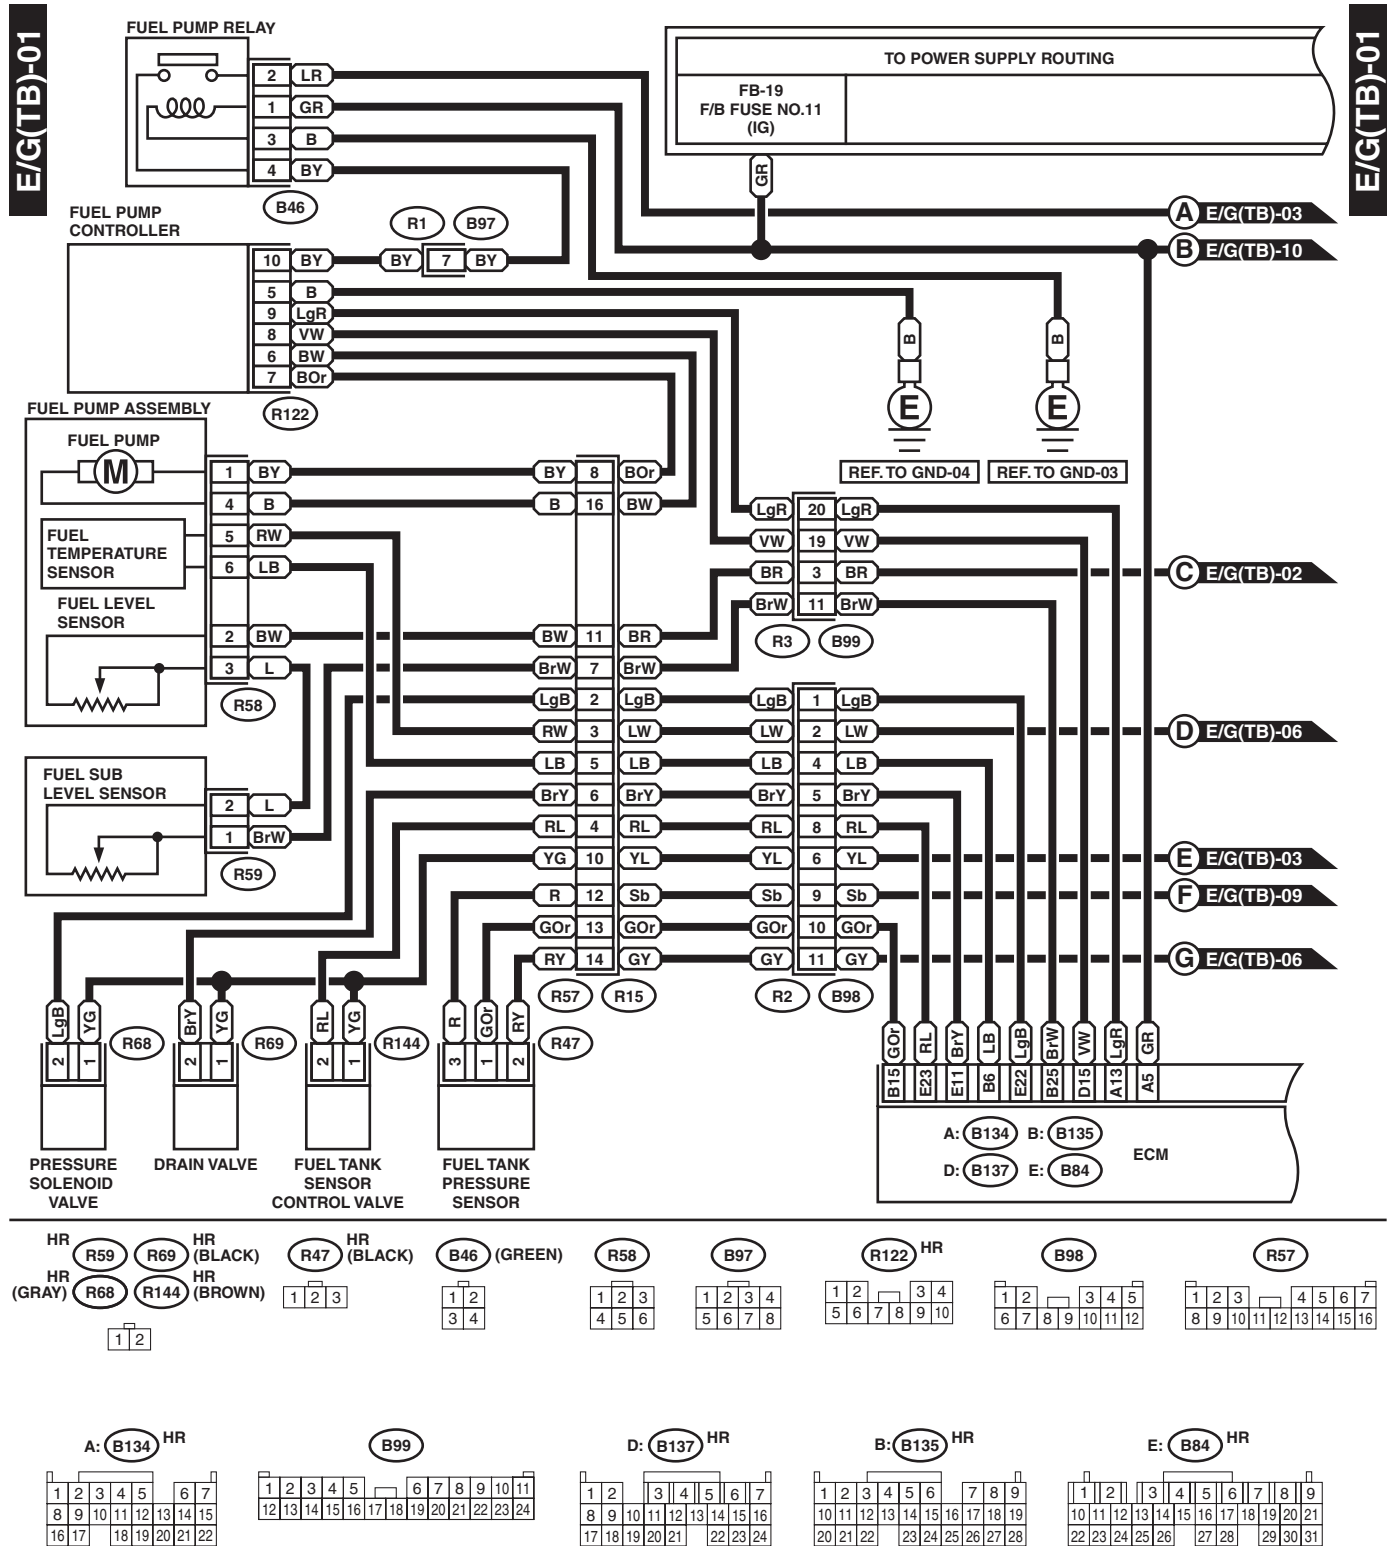 E/G(TB)-01
E/G(TB)-01
FUEL PUMP RELAY
2 LR
1 GR
3 B
4 BY
B46
TO POWER SUPPLY ROUTING
FB-19
F/B FUSE NO.11
(IG)
GR
A E/G(TB)-03
B E/G(TB)-10
FUEL PUMP
CONTROLLER
R1 B97
10 BY BY 7 BY
5 B
9 LgR
8 VW
6 BW
7 BOr
R122
B B
E E
REF. TO GND-04 REF. TO GND-03
FUEL PUMP ASSEMBLY
FUEL PUMP
M
1 BY BY 8 BOr
4 B B 16 BW
FUEL
TEMPERATURE
SENSOR
5 RW
6 LB
FUEL LEVEL
SENSOR
2 BW BW 11 BR
3 L BrW 7 BrW
R58
LgR 20 LgR
VW 19 VW
BR 3 BR C E/G(TB)-02
BrW 11 BrW
R3 B99
LgB 2 LgB LgB 1 LgB
RW 3 LW LW 2 LW D E/G(TB)-06
LB 5 LB LB 4 LB
FUEL SUB
LEVEL SENSOR
2 L BrY 6 BrY BrY 5 BrY
1 BrW RL 4 RL RL 8 RL
R59
YG 10 YL YL 6 YL E E/G(TB)-03
R 12 Sb Sb 9 Sb F E/G(TB)-09
GOr 13 GOr GOr 10 GOr
RY 14 GY GY 11 GY G E/G(TB)-06
R57 R15 R2 B98
LgB YG R68 BrY YG R69 RL YG R144 R GOr RY R47
2 1 2 1 2 1 3 1 2
GOr RL BrY LB LgB BrW VW LgR GR
B15 E23 E11 B6 E22 B25 D15 A13 A5
A: B134 B: B135
D: B137 E: B84
ECM
PRESSURE
SOLENOID
VALVE
DRAIN VALVE
FUEL TANK
SENSOR
CONTROL VALVE
FUEL TANK
PRESSURE
SENSOR
HR R59 R69 HR (BLACK)
HR (GRAY) R68 R144 HR (BROWN)
1 2
R47 HR (BLACK)
1 2 3
B46 (GREEN)
1 2
3 4
R58
1 2 3
4 5 6
B97
1 2 3 4
5 6 7 8
R122 HR
1 2 3 4
5 6 7 8 9 10
B98
1 2 3 4 5
6 7 8 9 10 11 12
R57
1 2 3 4 5 6 7
8 9 10 11 12 13 14 15 16
A: B134 HR
1 2 3 4 5 6 7
8 9 10 11 12 13 14 15
16 17 18 19 20 21 22
B99
1 2 3 4 5 6 7 8 9 10 11
12 13 14 15 16 17 18 19 20 21 22 23 24
D: B137 HR
1 2 3 4 5 6 7
8 9 10 11 12 13 14 15 16
17 18 19 20 21 22 23 24
B: B135 HR
1 2 3 4 5 6 7 8 9
10 11 12 13 14 15 16 17 18 19
20 21 22 23 24 25 26 27 28
E: B84 HR
1 2 3 4 5 6 7 8 9
10 11 12 13 14 15 16 17 18 19 20 21
22 23 24 25 26 27 28 29 30 31